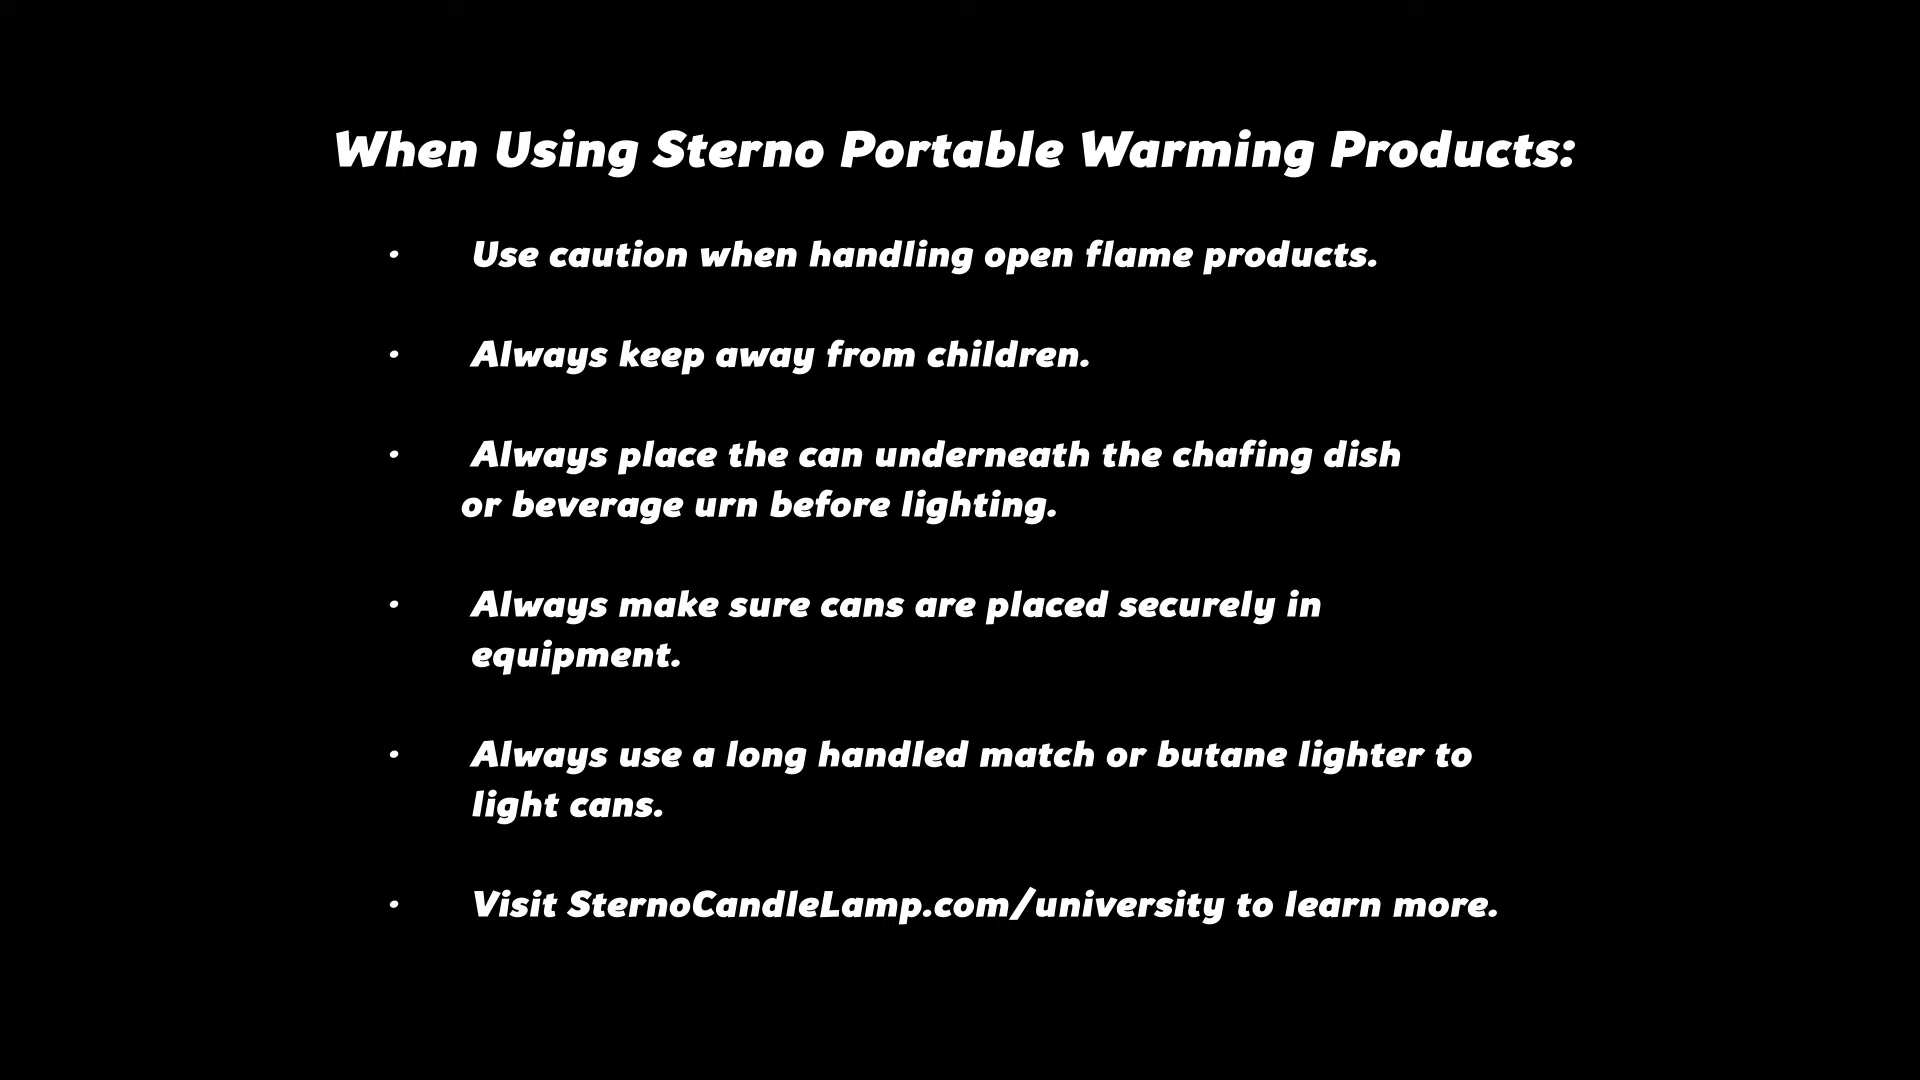 When Using Sterno Portable Warming Products:
· Use caution when handling open flame products.
· Always keep away from children.
· Always place the can underneath the chafing dish
or beverage urn before lighting.
· Always make sure cans are placed securely in
equipment.
· Always use a long handled match or butane lighter to
light cans.
· Visit SternoCandleLamp.com/university to learn more.